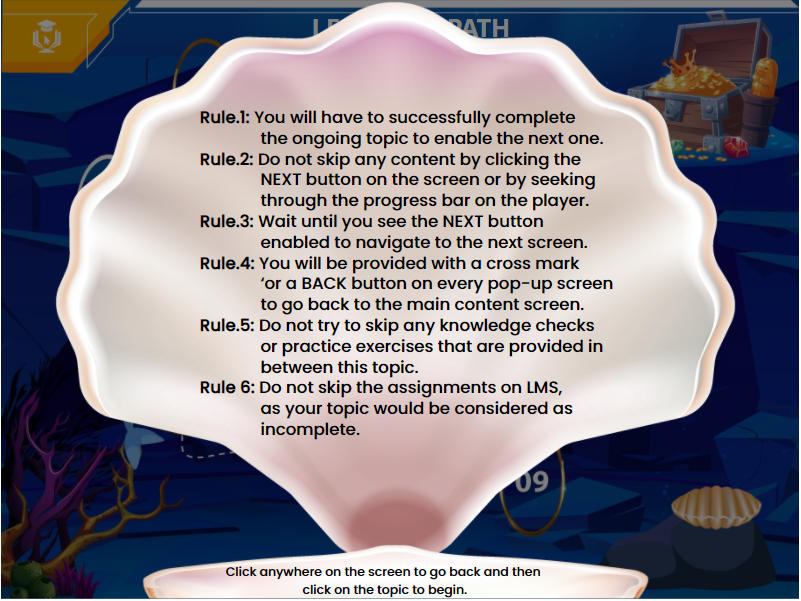 PATH
Rule.1: You will have to successfully complete
the ongoing topic to enable the next one.
Rule.2: Do not skip any content by clicking the
NEXT button on the screen or by seeking
through the progress bar on the player.
Rule.3: Wait until you see the NEXT button
enabled to navigate to the next screen.
Rule.4: You will be provided with a cross mark
‘or a BACK button on every pop-up screen
to go back to the main content screen.
Rule.5: Do not try to skip any knowledge checks
or practice exercises that are provided in
between this topic.
Rule 6: Do not skip the assignments on LMS,
as your topic would be considered as
incomplete.
09
Click anywhere on the screen to go back and then
click on the topic to begin.